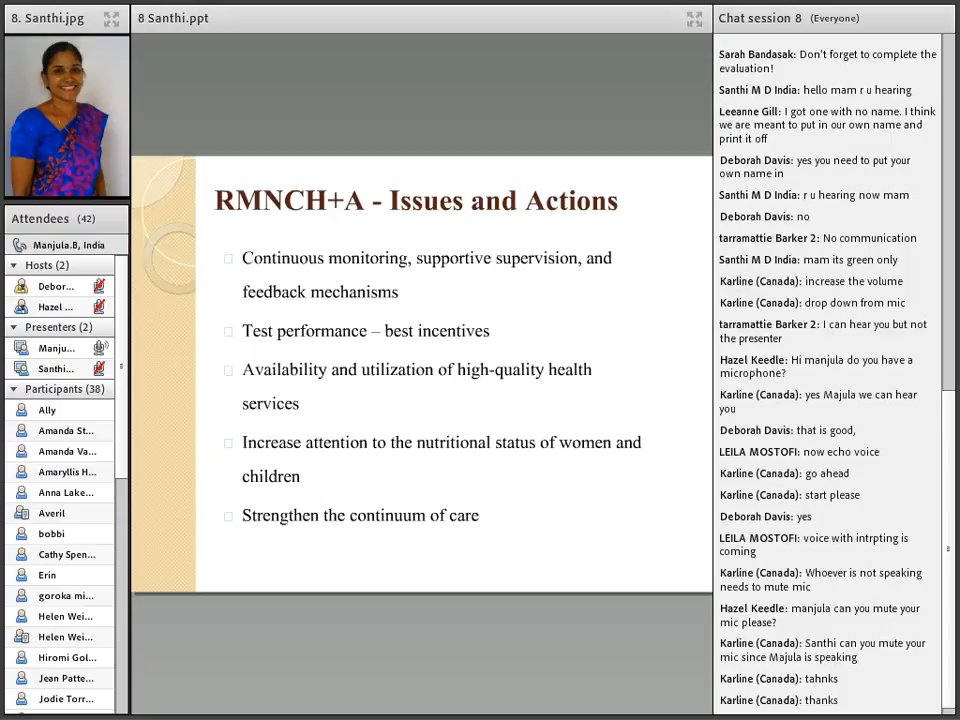 8. Santhi.jpg
8 Santhi.ppt
Chat session 8 (Everyone)
Attendees (42)
Manjula.B, India
Hosts (2)
Debor...
Hazel ...
Presenters (2)
Manju...
Santhi...
Participants (38)
Ally
Amanda St...
Amanda Va...
Amaryllis H...
Anna Lake...
Averil
bobbi
Cathy Spen...
Erin
goroka mi...
Helen Wei...
Helen Wei...
Hiromi Gol...
Jean Patte...
Jodie Torr...
RMNCH+A - Issues and Actions
Continuous monitoring, supportive supervision, and
feedback mechanisms
Test performance – best incentives
Availability and utilization of high-quality health
services
Increase attention to the nutritional status of women and
children
Strengthen the continuum of care
Sarah Bandasak: Don't forget to complete the
evaluation!
Santhi M D India: hello mam r u hearing
Leeanne Gill: I got one with no name. I think
we are meant to put in our own name and
print it off
Deborah Davis: yes you need to put your
own name in
Santhi M D India: r u hearing now mam
Deborah Davis: no
tarramattie Barker 2: No communication
Santhi M D India: mam its green only
Karline (Canada): increase the volume
Karline (Canada): drop down from mic
tarramattie Barker 2: I can hear you but not
the presenter
Hazel Keedle: Hi manjula do you have a
microphone?
Karline (Canada): yes Majula we can hear
you
Deborah Davis: that is good,
LEILA MOSTOFI: now echo voice
Karline (Canada): go ahead
Karline (Canada): start please
Deborah Davis: yes
LEILA MOSTOFI: voice with intrpting is
coming
Karline (Canada): Whoever is not speaking
needs to mute mic
Hazel Keedle: manjula can you mute your
mic please?
Karline (Canada): Santhi can you mute your
mic since Majula is speaking
Karline (Canada): tahnks
Karline (Canada): thanks